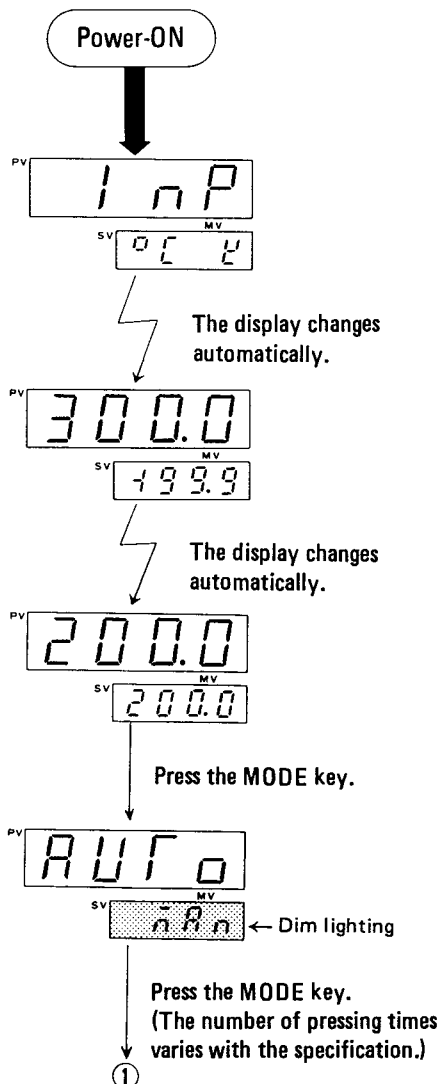 Power-ON
PV
InP
SV MV
°C K
The display changes
automatically.
PV
300.0
SV MV
-199.9
The display changes
automatically.
PV
200.0
SV MV
200.0
Press the MODE key.
PV
AUTo
SV MV
mAn ← Dim lighting
Press the MODE key.
(The number of pressing times
varies with the specification.)
①